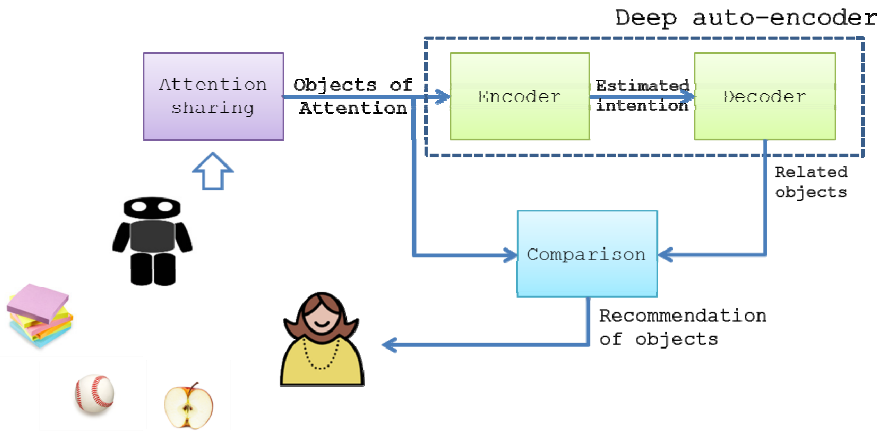 Deep auto-encoder
Attention
sharing
Objects of
Attention
Encoder
Estimated
intention
Decoder
Related
objects
Comparison
Recommendation
of objects